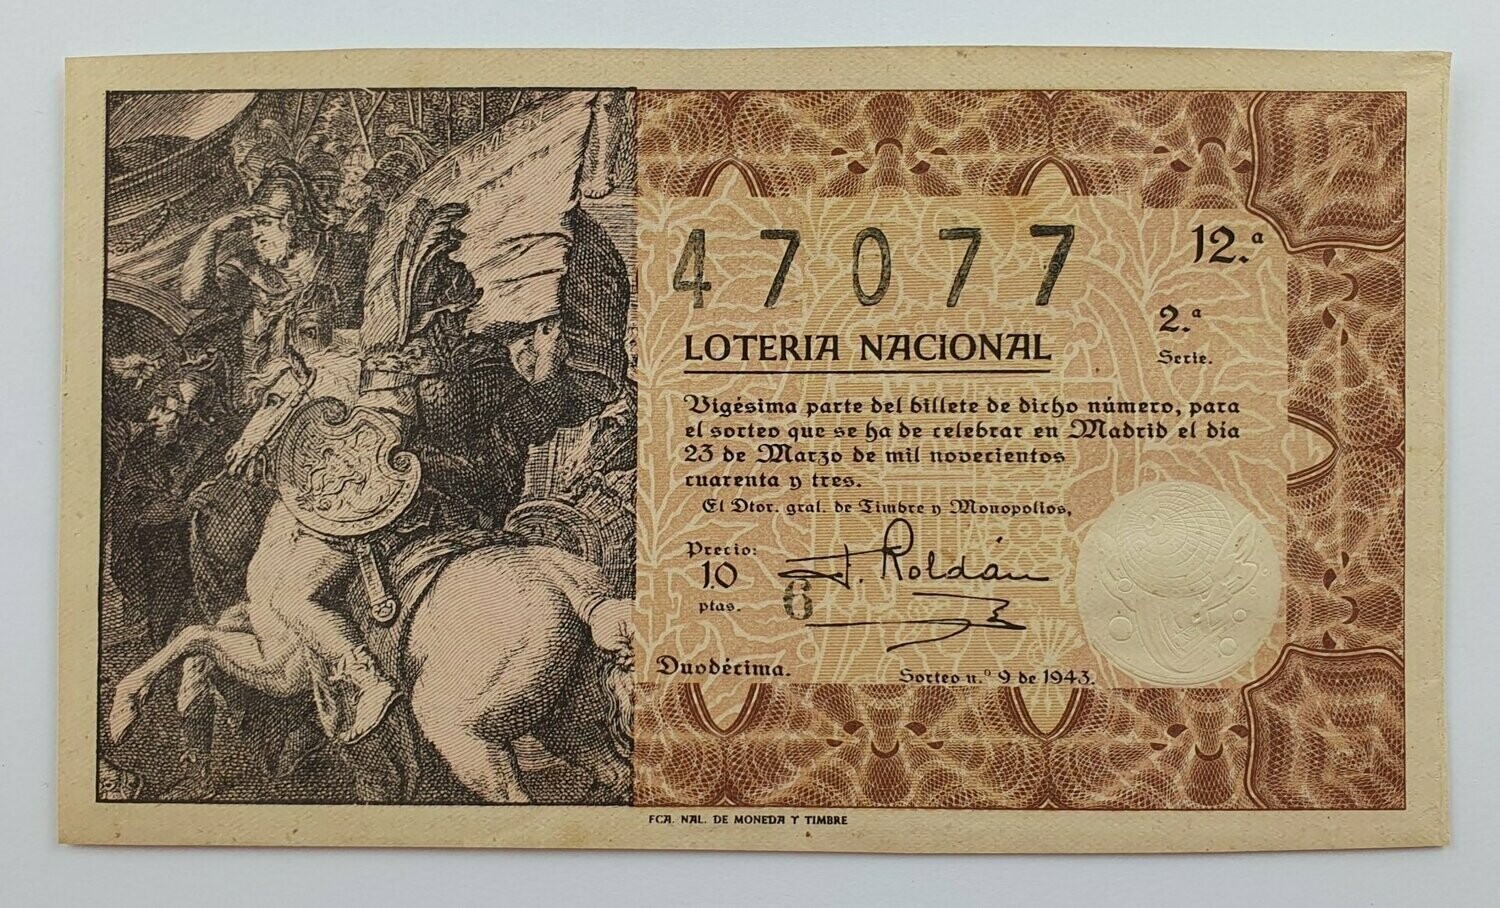 47077
12.ª
2.ª
Serie.
LOTERIA NACIONAL
Vigésima parte del billete de dicho número, para
el sorteo que se ha de celebrar en Madrid el día
23 de Marzo de mil novecientos
cuarenta y tres.
El Dtor. gral. de Timbre y Monopolios,
Precio:
10
ptas.
J. Roldán
6
Duodécima.
Sorteo n.º 9 de 1943.
FCA. NAL. DE MONEDA Y TIMBRE